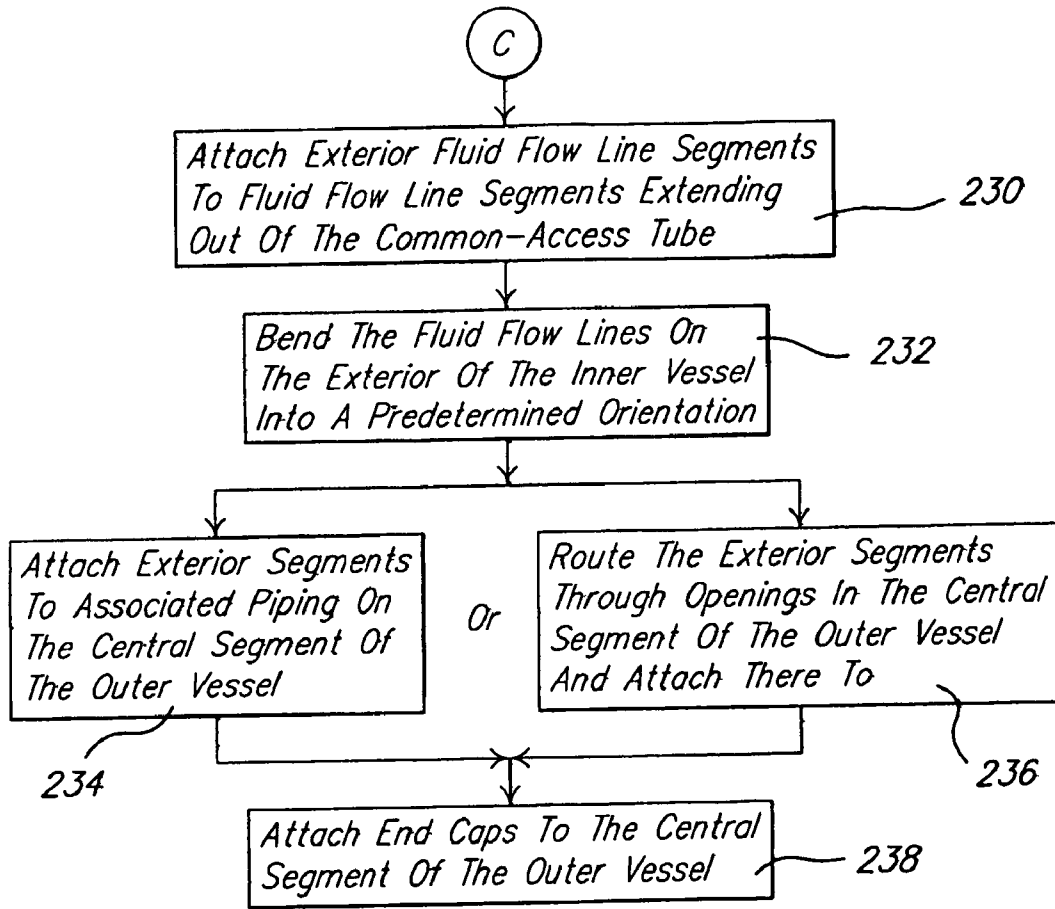 C
Attach Exterior Fluid Flow Line Segments
To Fluid Flow Line Segments Extending
Out Of The Common-Access Tube
230
Bend The Fluid Flow Lines On
The Exterior Of The Inner Vessel
Into A Predetermined Orientation
232
Attach Exterior Segments
To Associated Piping On
The Central Segment Of
The Outer Vessel
234
Or
Route The Exterior Segments
Through Openings In The Central
Segment Of The Outer Vessel
And Attach There To
236
Attach End Caps To The Central
Segment Of The Outer Vessel
238